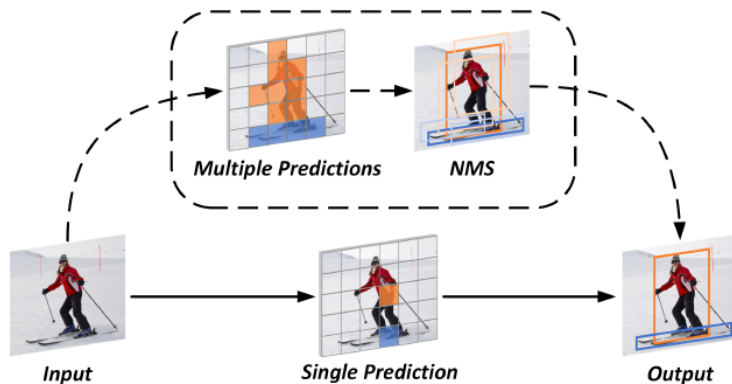 Multiple Predictions
NMS
Input
Single Prediction
Output